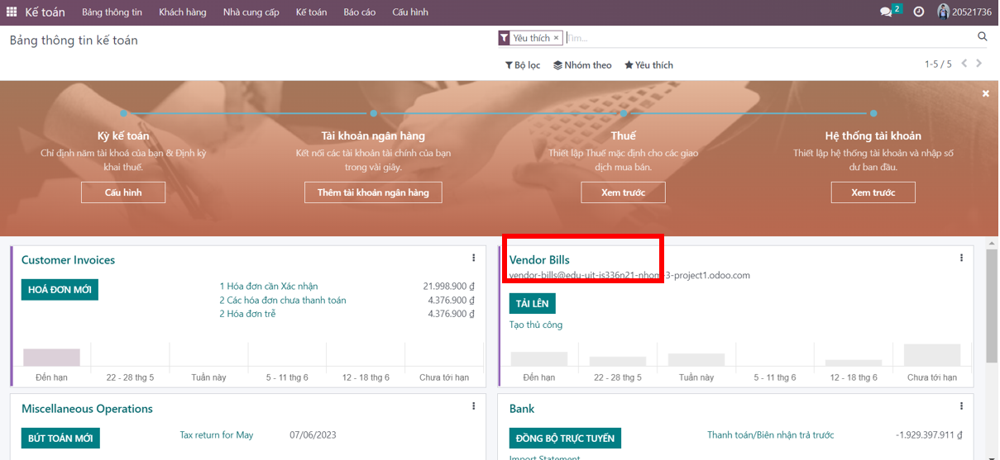 Kế toán Bảng thông tin Khách hàng Nhà cung cấp Kế toán Báo cáo Cấu hình 2 20521736
Bảng thông tin kế toán
Yêu thích × Tìm...
Bộ lọc Nhóm theo Yêu thích 1-5 / 5
Kỳ kế toán
Chỉ định năm tài khoá của bạn & Định kỳ
khai thuế.
Cấu hình
Tài khoản ngân hàng
Kết nối các tài khoản tài chính của bạn
trong vài giây.
Thêm tài khoản ngân hàng
Thuế
Thiết lập Thuế mặc định cho các giao
dịch mua bán.
Xem trước
Hệ thống tài khoản
Thiết lập hệ thống tài khoản và nhập số
dư ban đầu.
Xem trước
Customer Invoices
HOÁ ĐƠN MỚI
1 Hóa đơn cần Xác nhận 21.998.900 ₫
2 Các hóa đơn chưa thanh toán 4.376.900 ₫
2 Hóa đơn trễ 4.376.900 ₫
Đến hạn 22 - 28 thg 5 Tuần này 5 - 11 thg 6 12 - 18 thg 6 Chưa tới hạn
Vendor Bills
vendor-bills@edu-uit-is336n21-nhom-3-project1.odoo.com
TẢI LÊN
Tạo thủ công
Đến hạn 22 - 28 thg 5 Tuần này 5 - 11 thg 6 12 - 18 thg 6 Chưa tới hạn
Miscellaneous Operations
BÚT TOÁN MỚI Tax return for May 07/06/2023
Bank
ĐỒNG BỘ TRỰC TUYẾN Thanh toán/Biên nhận trả trước -1.929.397.911 ₫
Import Statement